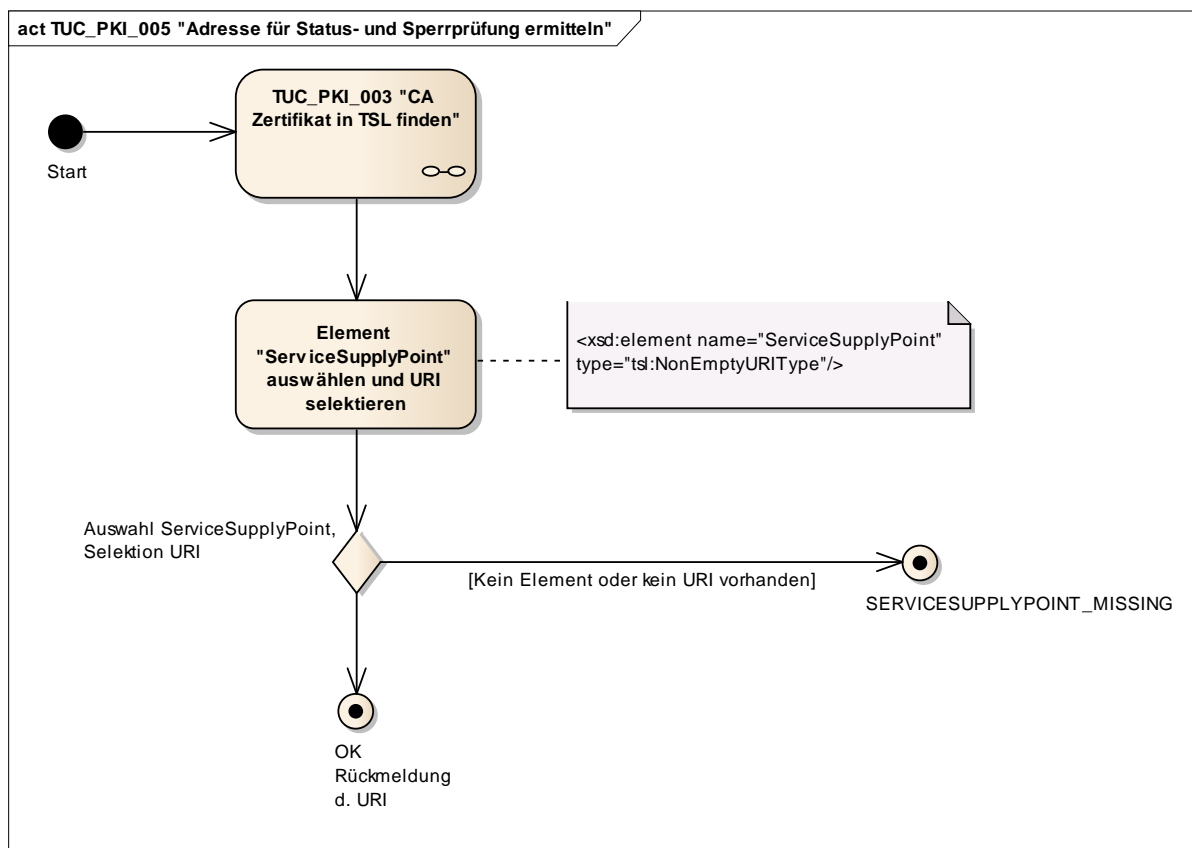 act TUC_PKI_005 "Adresse für Status- und Sperrprüfung ermitteln"
TUC_PKI_003 "CA
Zertifikat in TSL finden"
Start
Element
"ServiceSupplyPoint"
auswählen und URI
selektieren
<xsd:element name="ServiceSupplyPoint"
type="tsl:NonEmptyURIType"/>
Auswahl ServiceSupplyPoint,
Selektion URI
[Kein Element oder kein URI vorhanden]
SERVICESUPPLYPOINT_MISSING
OK
Rückmeldung
d. URI